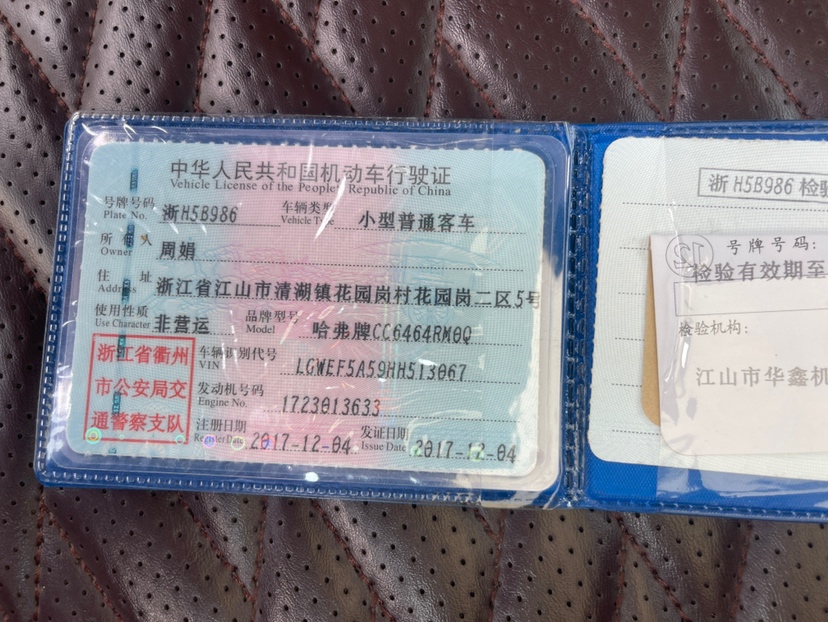 中华人民共和国机动车行驶证
Vehicle License of the People's Republic of China
号牌号码 浙H5B986 车辆类型 小型普通客车
Plate No. Vehicle Type
所有人 周娟
Owner
住址 浙江省江山市清湖镇花园岗村花园岗二区5号
Address
使用性质 非营运 品牌型号 哈弗牌CC6464RM0Q
Use Character Model
浙江省衢州
市公安局交
通警察支队
车辆识别代号 LGWEF5A59HH513067
VIN
发动机号码 1723013633
Engine No.
注册日期 2017-12-04 发证日期 2017-12-04
Register Date Issue Date
浙H5B986 检验
号牌号码:
检验有效期至
检验机构:
江山市华鑫机